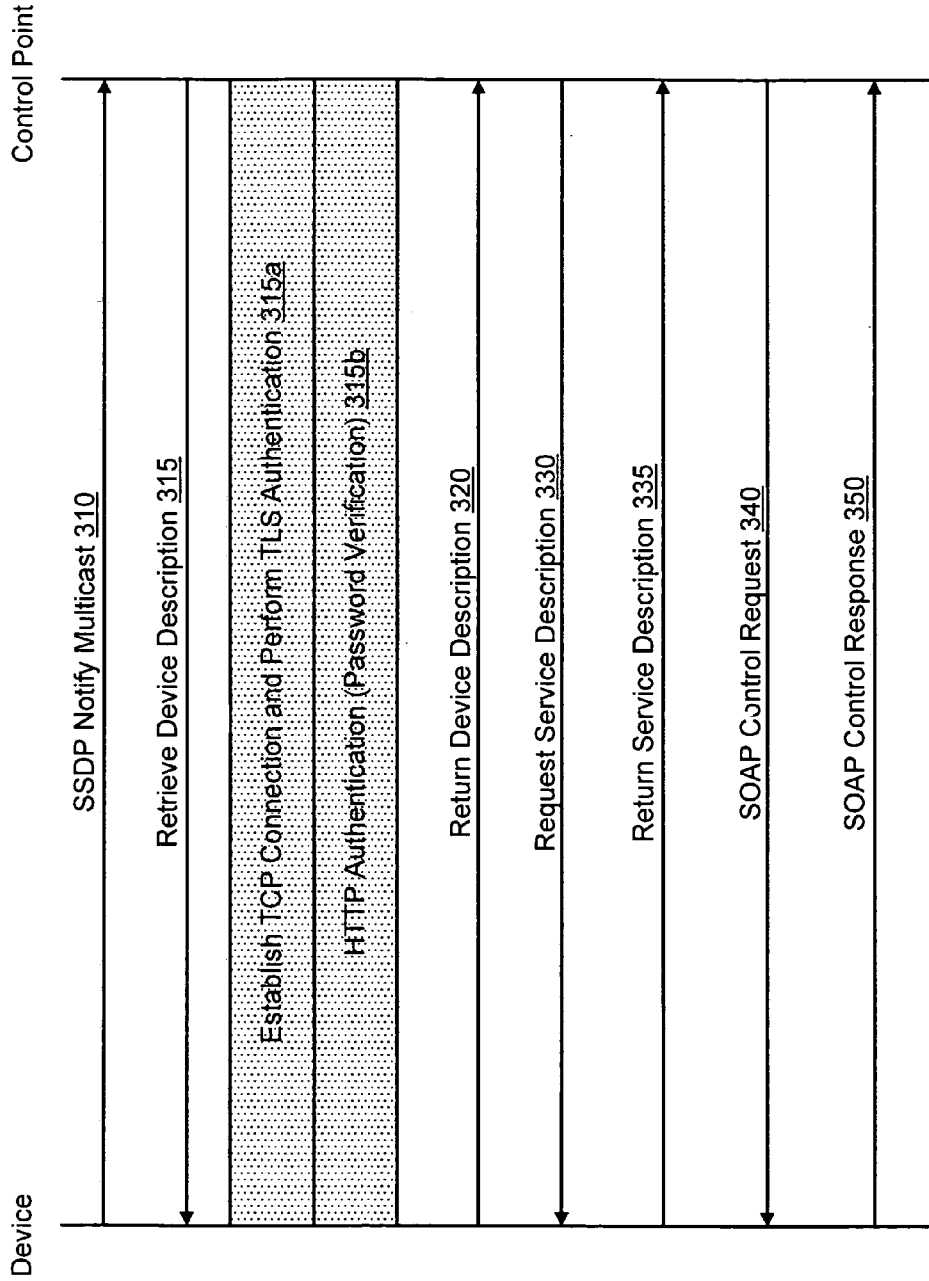 Device
Control Point
SSDP Notify Multicast 310
Retrieve Device Description 315
Establish TCP Connection and Perform TLS Authentication 315a
HTTP Authentication (Password Verification) 315b
Return Device Description 320
Request Service Description 330
Return Service Description 335
SOAP Control Request 340
SOAP Control Response 350